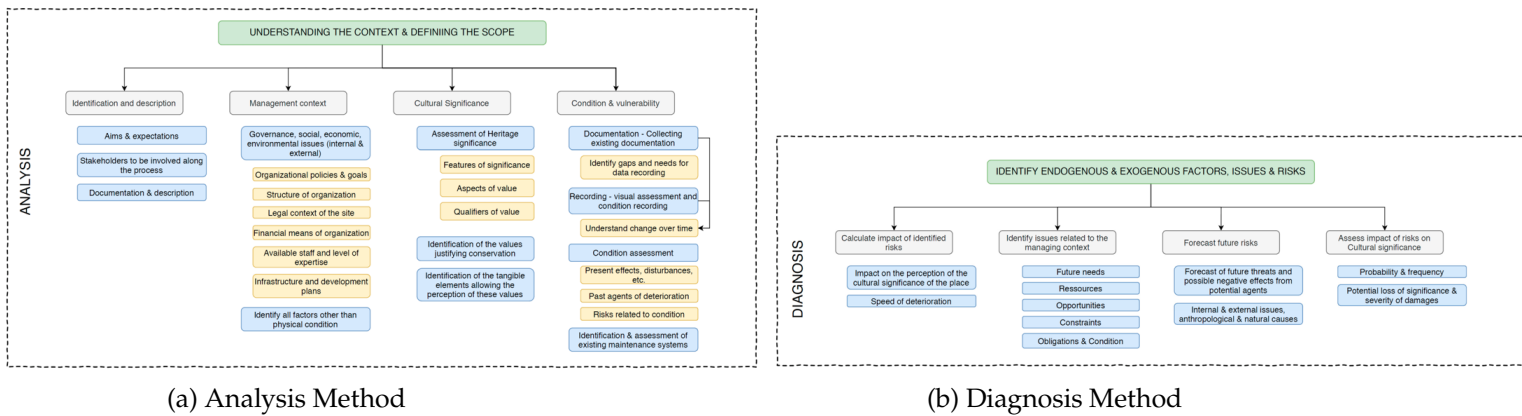 UNDERSTANDING THE CONTEXT & DEFINING THE SCOPE
ANALYSIS
Identification and description
Aims & expectations
Stakeholders to be involved along
the process
Documentation & description
Management context
Governance, social, economic,
environmental issues (internal &
external)
Organizational policies & goals
Structure of organization
Legal context of the site
Financial means of organization
Available staff and level of
expertise
Infrastructure and development
plans
Identify all factors other than
physical condition
Cultural Significance
Assessment of Heritage
significance
Features of significance
Aspects of value
Qualifiers of value
Identification of the values
justifying conservation
Identification of the tangible
elements allowing the
perception of these values
Condition & vulnerability
Documentation - Collecting
existing documentation
Identify gaps and needs for
data recording
Recording - visual assessment and
condition recording
Understand change over time
Condition assessment
Present effects, disturbances,
etc.
Past agents of deterioration
Risks related to condition
Identification & assessment of
existing maintenance systems
(a) Analysis Method
IDENTIFY ENDOGENOUS & EXOGENOUS FACTORS, ISSUES & RISKS
DIAGNOSIS
Calculate impact of identified
risks
Impact on the perception of the
cultural significance of the place
Speed of deterioration
Identify issues related to the
managing context
Future needs
Ressources
Opportunities
Constraints
Obligations & Condition
Forecast future risks
Forecast of future threats and
possible negative effects from
potential agents
Internal & external issues,
anthropological & natural causes
Assess impact of risks on
Cultural significance
Probability & frequency
Potential loss of significance &
severity of damages
(b) Diagnosis Method